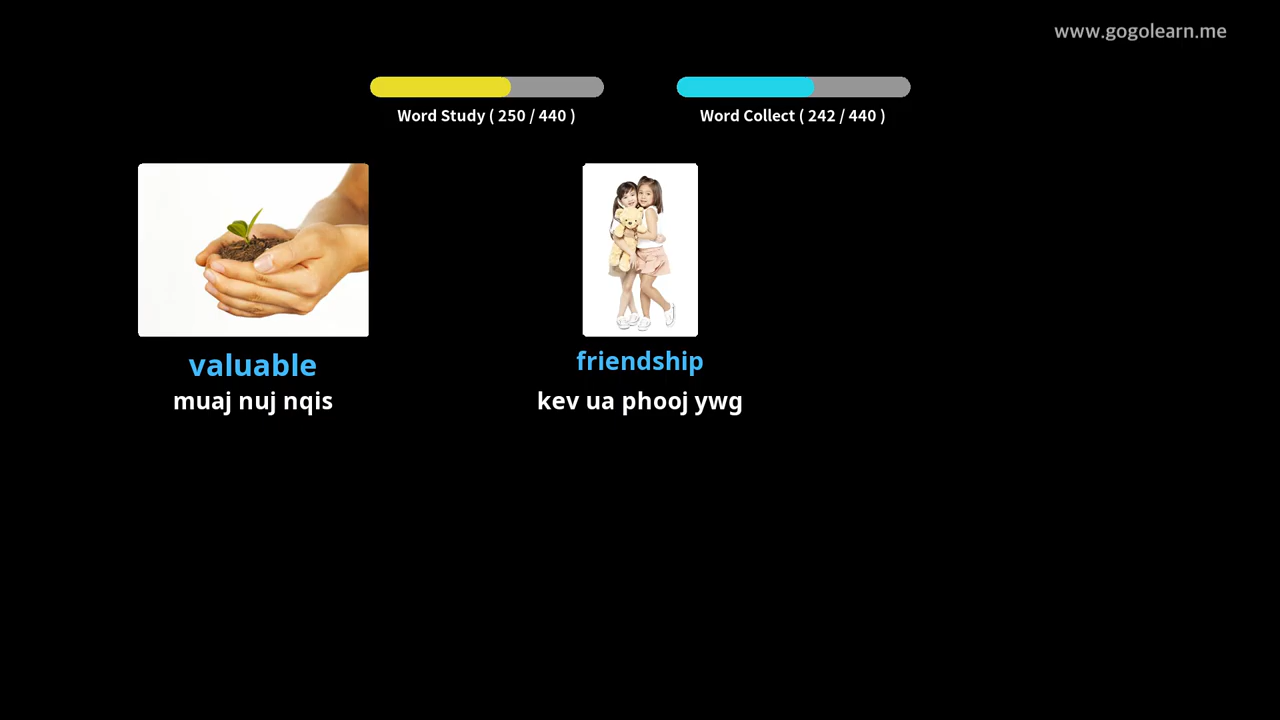 www.gogolearn.me
Word Study ( 250 / 440 )
Word Collect ( 242 / 440 )
valuable
muaj nuj nqis
friendship
kev ua phooj ywg